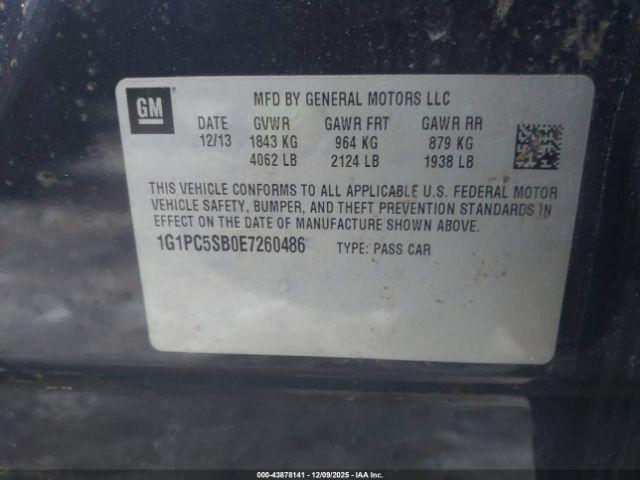 GM
MFD BY GENERAL MOTORS LLC
DATE GVWR GAWR FRT GAWR RR
12/13 1843 KG 964 KG 879 KG
4062 LB 2124 LB 1938 LB
THIS VEHICLE CONFORMS TO ALL APPLICABLE U.S. FEDERAL MOTOR
VEHICLE SAFETY, BUMPER, AND THEFT PREVENTION STANDARDS IN
EFFECT ON THE DATE OF MANUFACTURE SHOWN ABOVE.
1G1PC5SB0E7260486 TYPE: PASS CAR
000-43878141 - 12/09/2025 - IAA Inc.